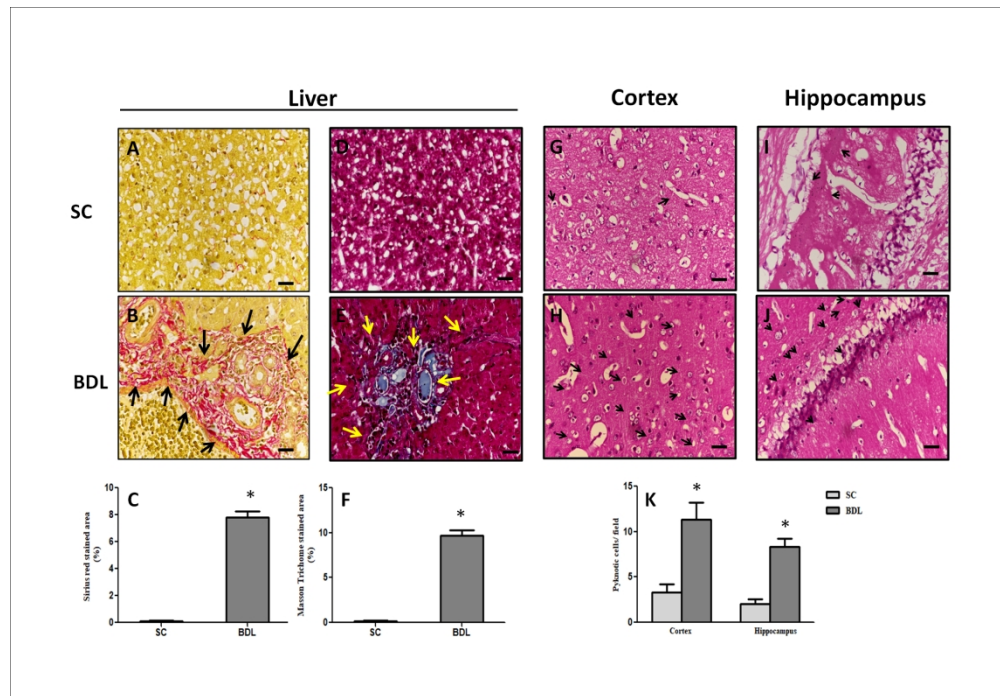 Liver
Cortex
Hippocampus
SC
A
D
G
I
BDL
B
E
H
J
C
Sirius red stained area
(%)
10
8
6
4
2
0
*
SC
BDL
F
Masson Trichome stained area
(%)
15
10
5
0
*
SC
BDL
K
Pyknotic cells/ field
15
10
5
0
*
*
Cortex
Hippocampus
SC
BDL